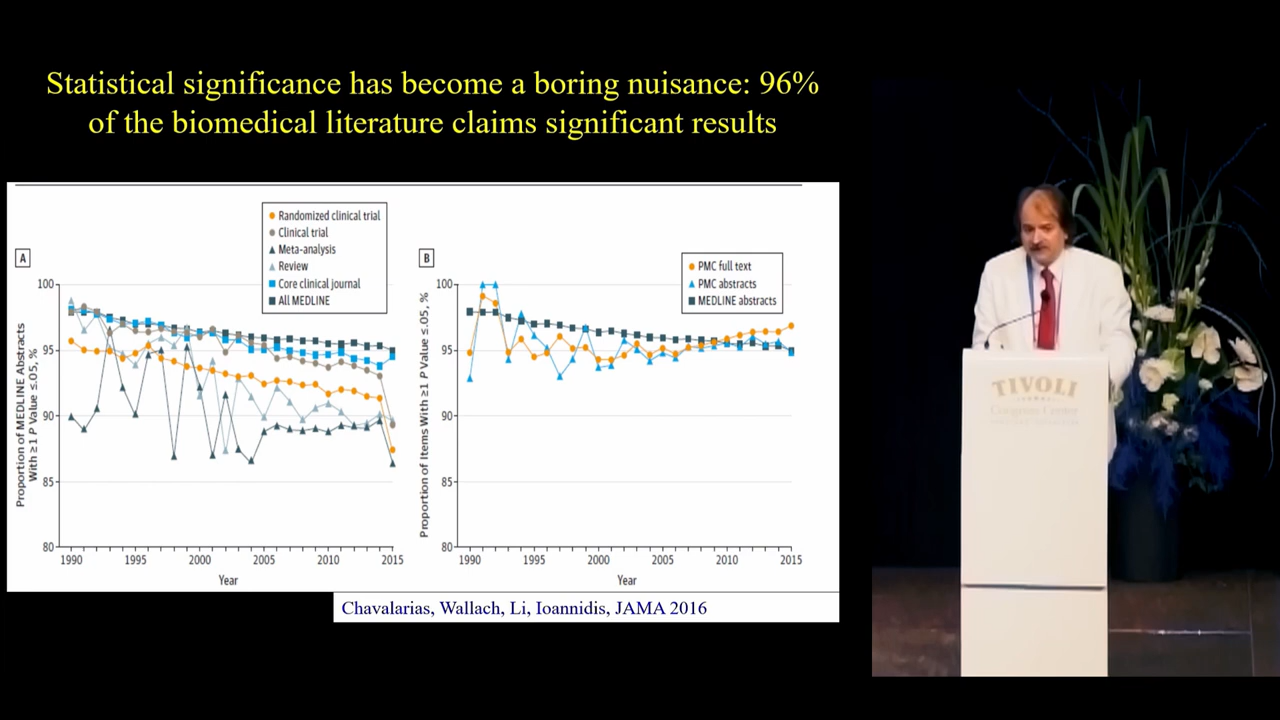 Statistical significance has become a boring nuisance: 96%
of the biomedical literature claims significant results
A
Randomized clinical trial
Clinical trial
Meta-analysis
Review
Core clinical journal
All MEDLINE
Proportion of MEDLINE Abstracts
With ≥1 P Value ≤.05, %
100
95
90
85
80
1990
1995
2000
2005
2010
2015
Year
B
PMC full text
PMC abstracts
MEDLINE abstracts
Proportion of Items With ≥1 P Value ≤.05, %
100
95
90
85
80
1990
1995
2000
2005
2010
2015
Year
Chavalarias, Wallach, Li, Ioannidis, JAMA 2016
TIVOLI
Congress Center